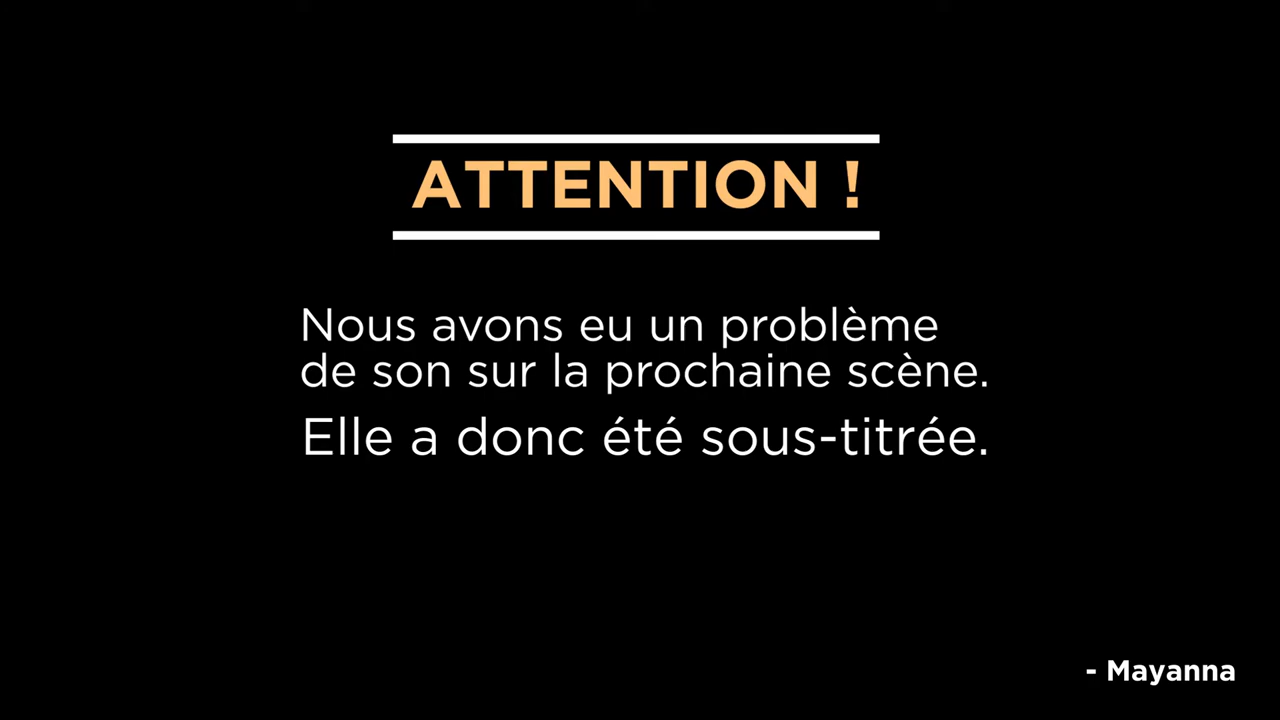 ATTENTION !
Nous avons eu un problème
de son sur la prochaine scène.
Elle a donc été sous-titrée.
- Mayanna